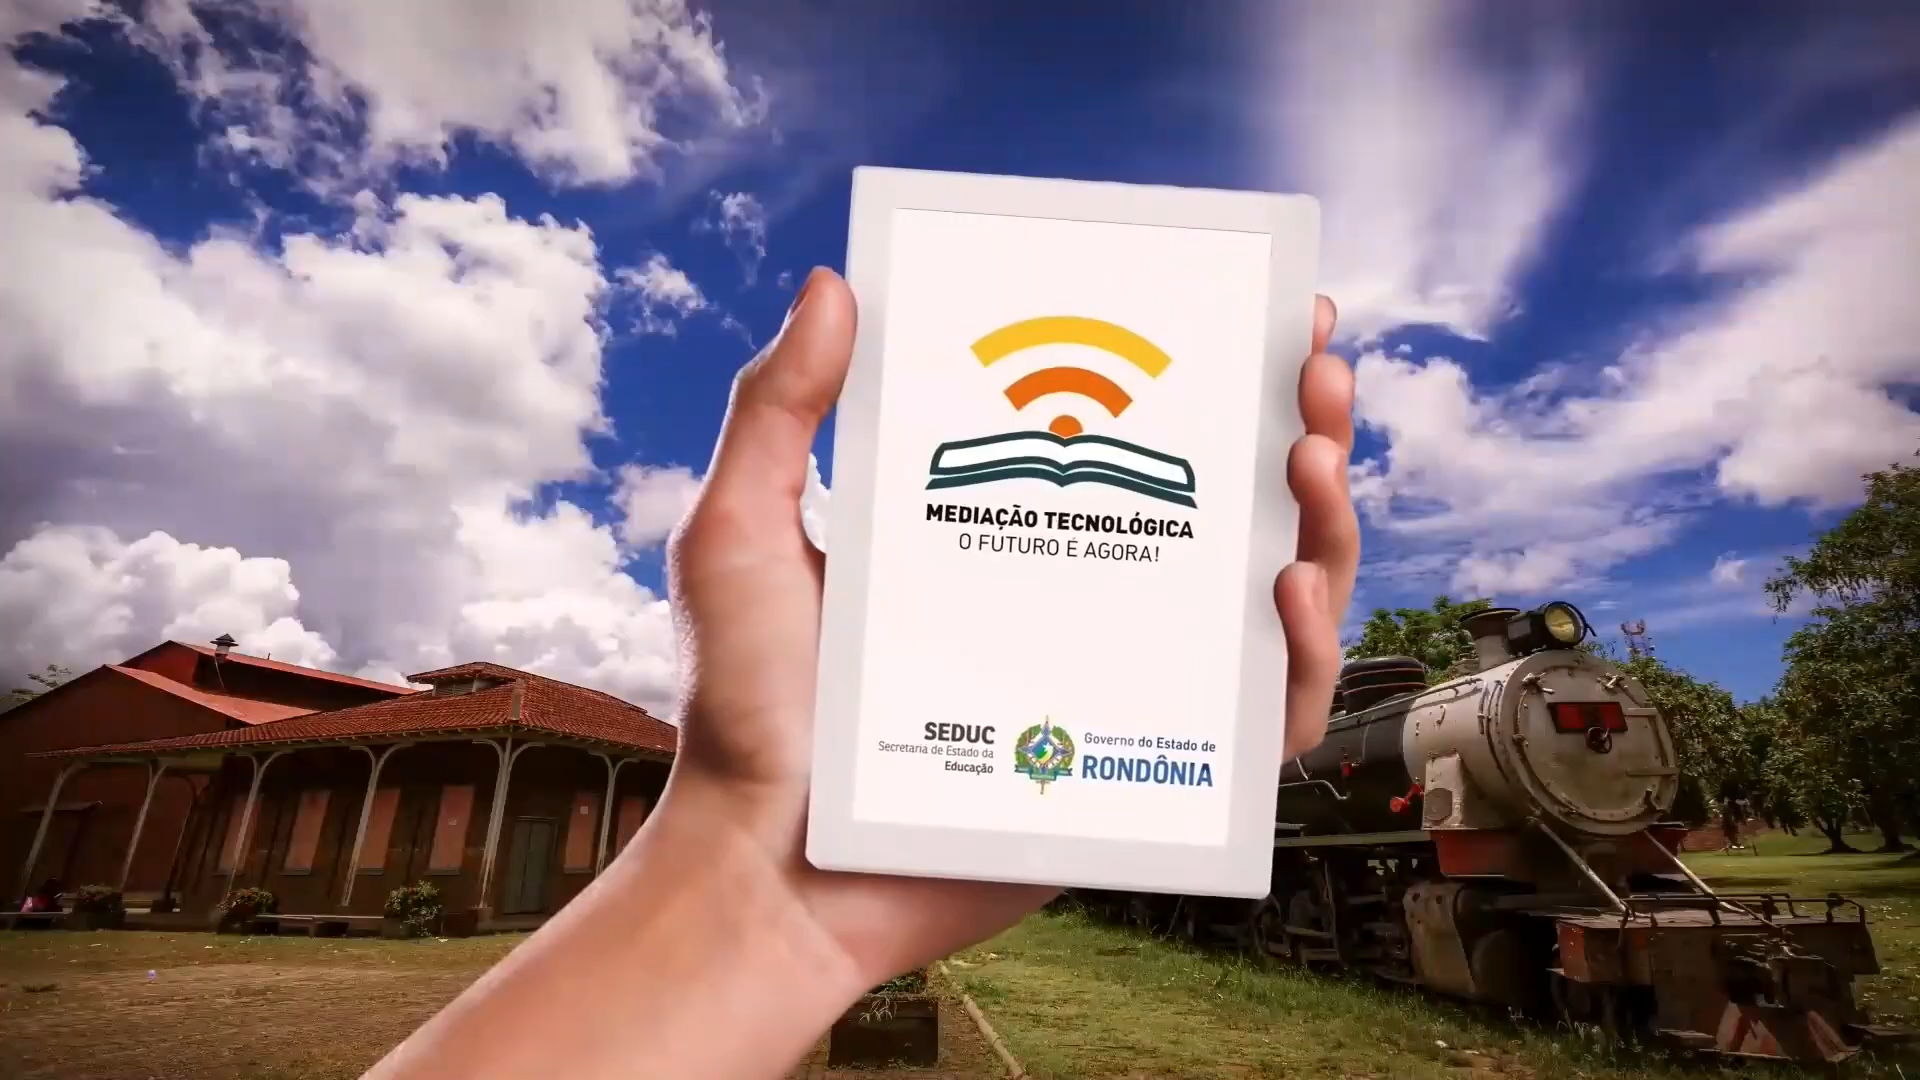 MEDIAÇÃO TECNOLÓGICA
O FUTURO É AGORA!
SEDUC
Secretaria de Estado da
Educação
Governo do Estado de
RONDÔNIA